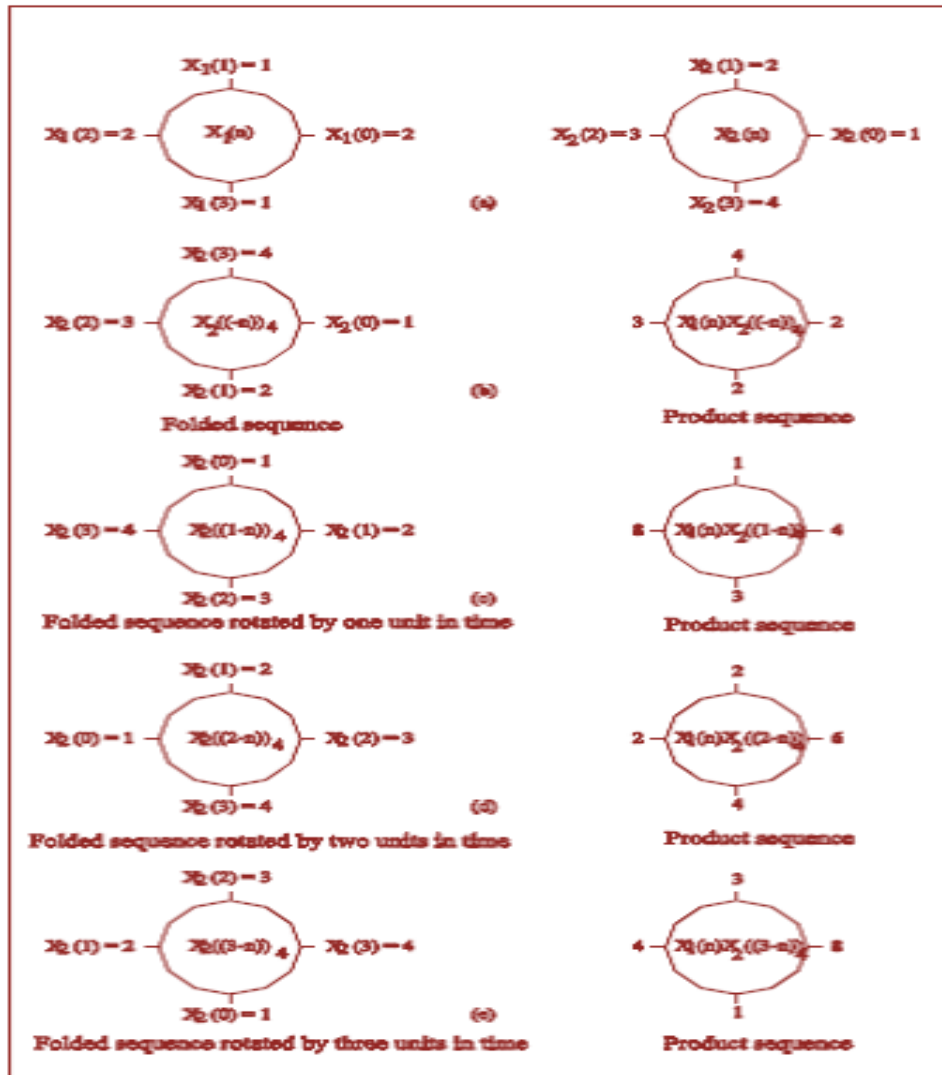 X₁(1) = 1
X₂(1) = 2
X₁(2) = 2
X₁(n)
X₁(0) = 2
X₂(2) = 3
X₂(n)
X₂(0) = 1
X₁(3) = 1
(a)
X₂(3) = 4
X₂(3) = 4
4
X₂(2) = 3
X₂((-n))₄
X₂(0) = 1
3
X₁(n)X₂((-n))₄
2
X₂(1) = 2
(b)
2
Folded sequence
Product sequence
X₂(0) = 1
1
X₂(3) = 4
X₂((1-n))₄
X₂(1) = 2
8
X₁(n)X₂((1-n))₄
4
X₂(2) = 3
(c)
3
Folded sequence rotated by one unit in time
Product sequence
X₂(1) = 2
2
X₂(0) = 1
X₂((2-n))₄
X₂(2) = 3
2
X₁(n)X₂((2-n))₄
6
X₂(3) = 4
(d)
4
Folded sequence rotated by two units in time
Product sequence
X₂(2) = 3
3
X₂(1) = 2
X₂((3-n))₄
X₂(3) = 4
4
X₁(n)X₂((3-n))₄
8
X₂(0) = 1
(e)
1
Folded sequence rotated by three units in time
Product sequence